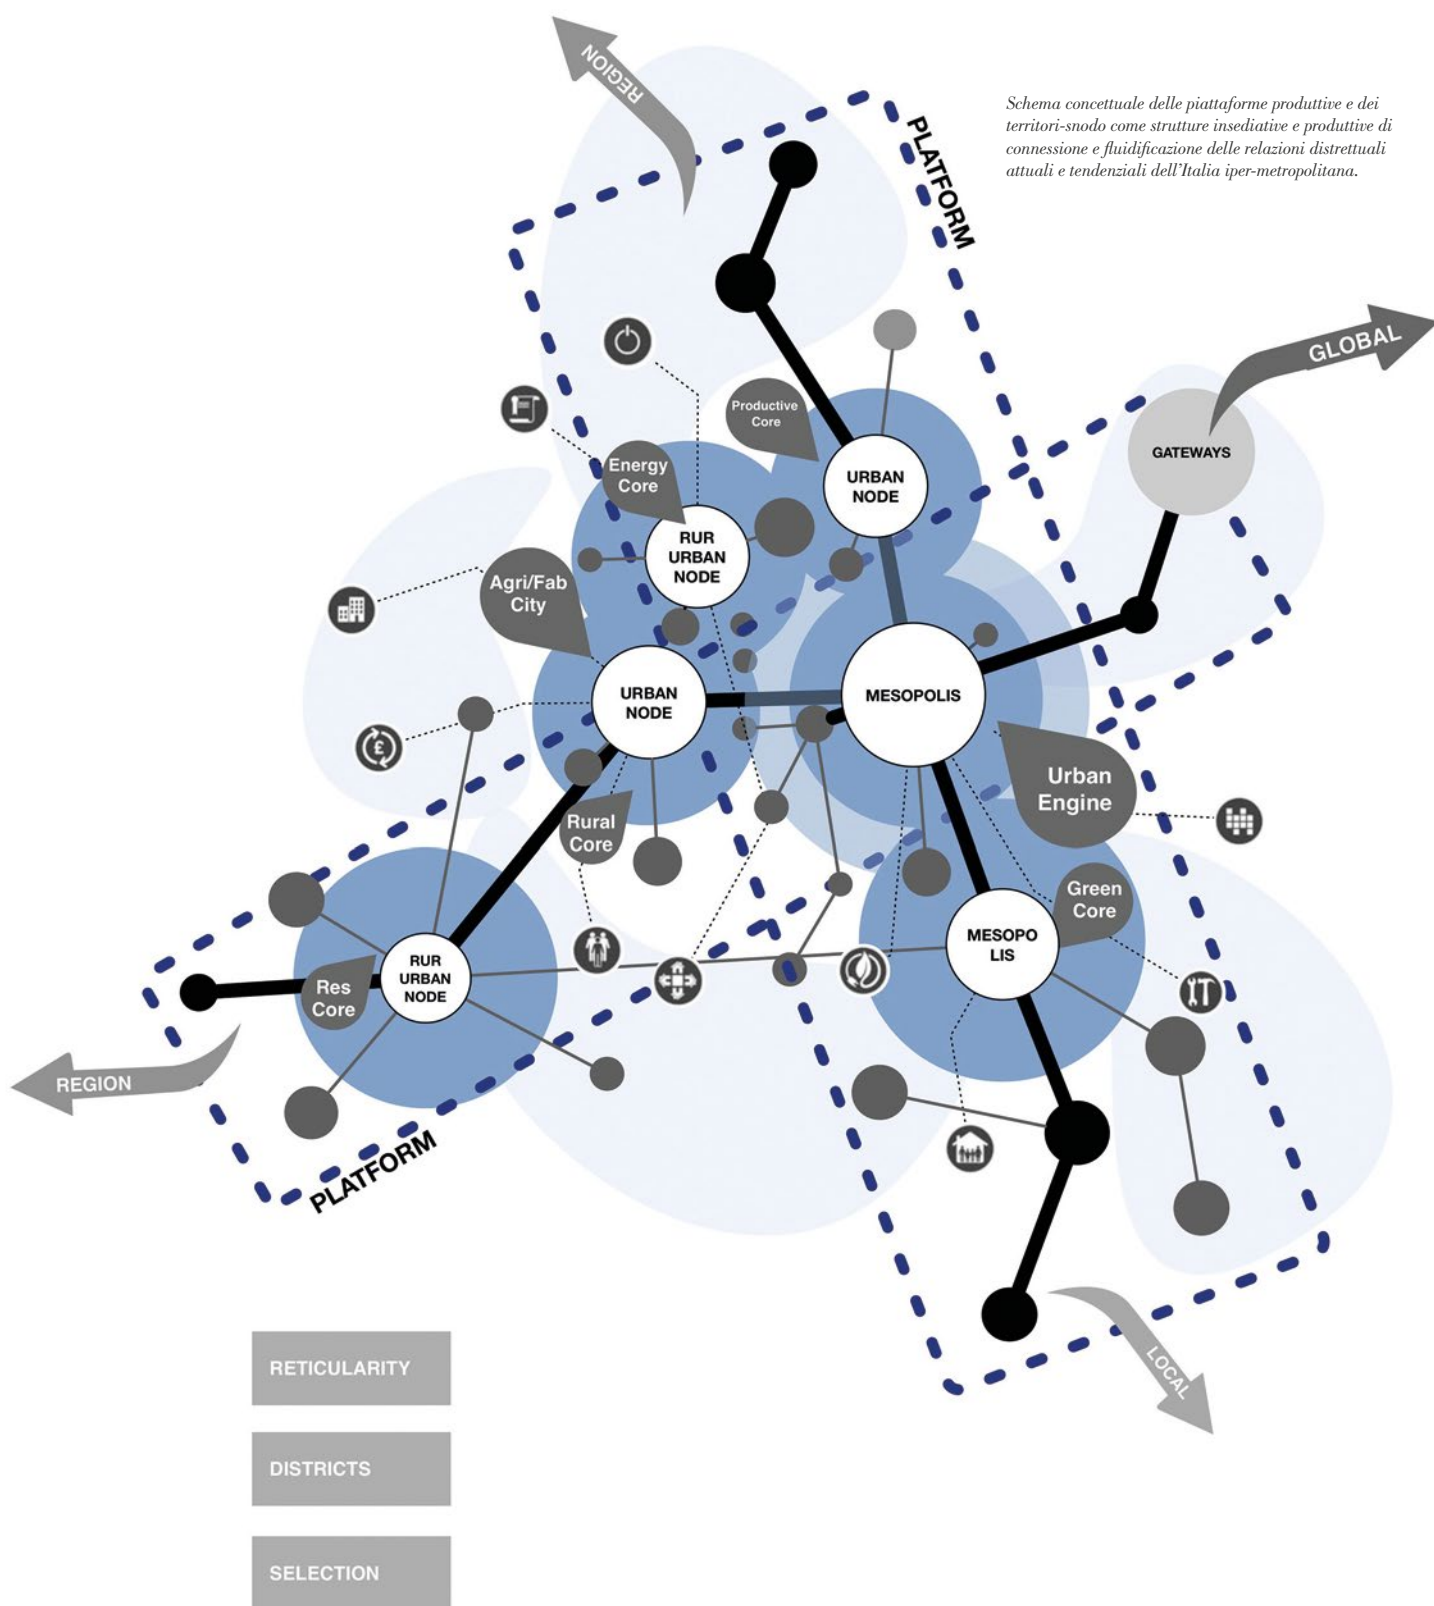 REGION
Schema concettuale delle piattaforme produttive e dei
territori-snodo come strutture insediative e produttive di
connessione e fluidificazione delle relazioni distrettuali
attuali e tendenziali dell'Italia iper-metropolitana.
PLATFORM
GLOBAL
Productive
Core
GATEWAYS
Energy
Core
URBAN
NODE
RUR
URBAN
NODE
Agri/Fab
City
URBAN
NODE
MESOPOLIS
£
Urban
Engine
Rural
Core
Green
Core
MESOPO
LIS
RUR
URBAN
NODE
Res
Core
REGION
PLATFORM
LOCAL
RETICULARITY
DISTRICTS
SELECTION